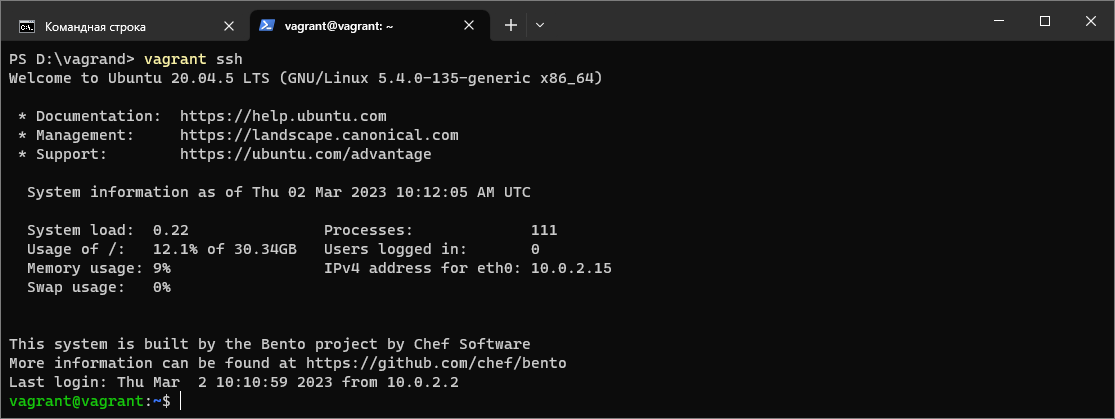 Командная строка
vagrant@vagrant: ~
PS D:\vagrand> vagrant ssh
Welcome to Ubuntu 20.04.5 LTS (GNU/Linux 5.4.0-135-generic x86_64)
* Documentation:  https://help.ubuntu.com
* Management:     https://landscape.canonical.com
* Support:        https://ubuntu.com/advantage
System information as of Thu 02 Mar 2023 10:12:05 AM UTC
System load:  0.22               Processes:             111
Usage of /:   12.1% of 30.34GB   Users logged in:       0
Memory usage: 9%                 IPv4 address for eth0: 10.0.2.15
Swap usage:   0%
This system is built by the Bento project by Chef Software
More information can be found at https://github.com/chef/bento
Last login: Thu Mar  2 10:10:59 2023 from 10.0.2.2
vagrant@vagrant:~$